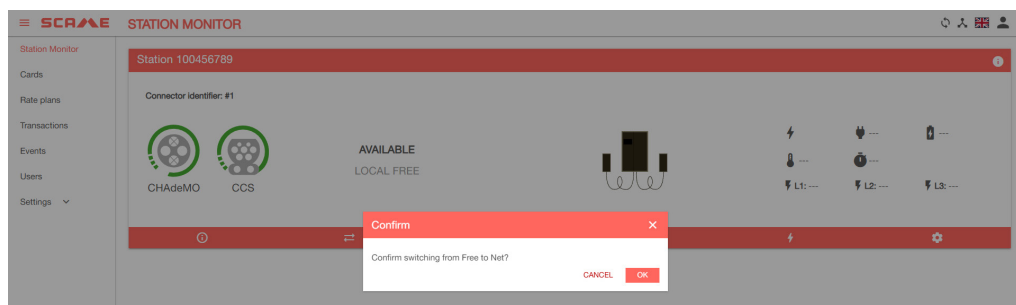 SCAME
STATION MONITOR
Station Monitor
Cards
Rate plans
Transactions
Events
Users
Settings
Station 100456789
Connector identifier: #1
CHAdeMO
CCS
AVAILABLE
LOCAL FREE
---
---
---
---
L1: ---
L2: ---
L3: ---
Confirm
Confirm switching from Free to Net?
CANCEL
OK